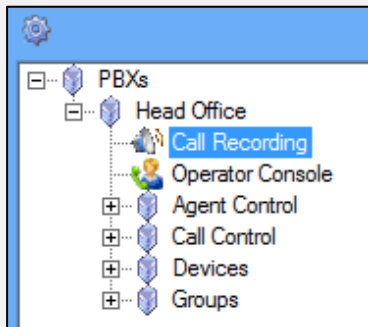 PBXs
Head Office
Call Recording
Operator Console
Agent Control
Call Control
Devices
Groups